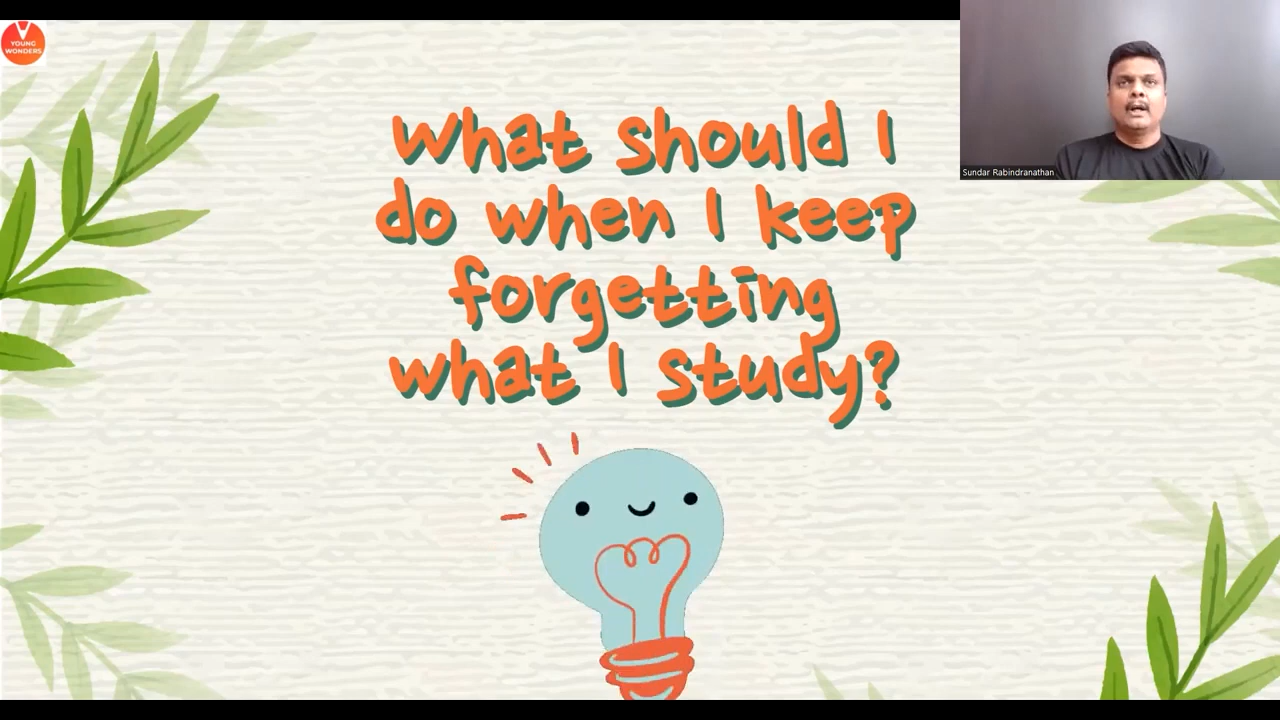 YOUNG
WONDERS
What should I
do when I keep
forgetting
what I study?
Sundar Rabindranathan